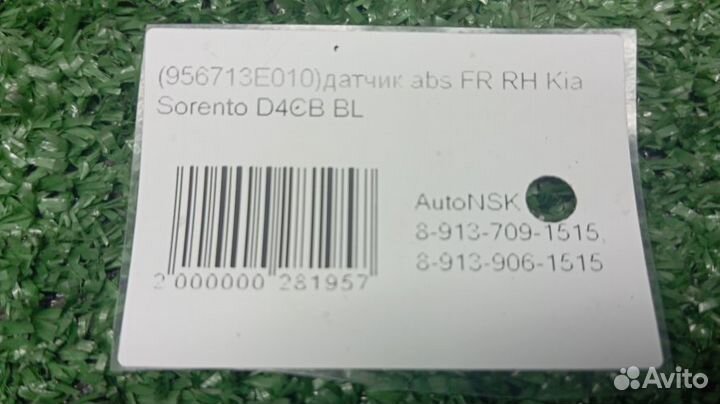 (956713E010)датчик abs FR RH Kia
Sorento D4CB BL
AutoNSK
8-913-709-1515,
8-913-906-1515
2 000000 281957
Avito